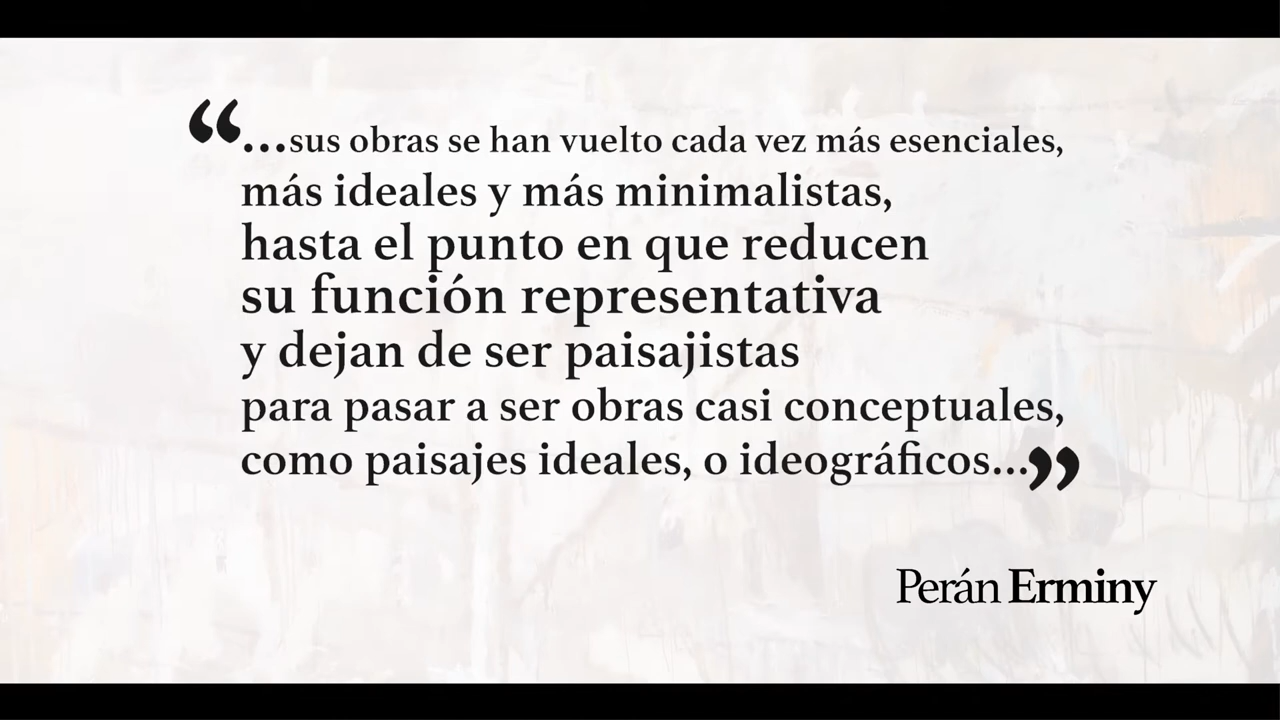 “...sus obras se han vuelto cada vez más esenciales,
más ideales y más minimalistas,
hasta el punto en que reducen
su función representativa
y dejan de ser paisajistas
para pasar a ser obras casi conceptuales,
como paisajes ideales, o ideográficos...”
Perán Erminy